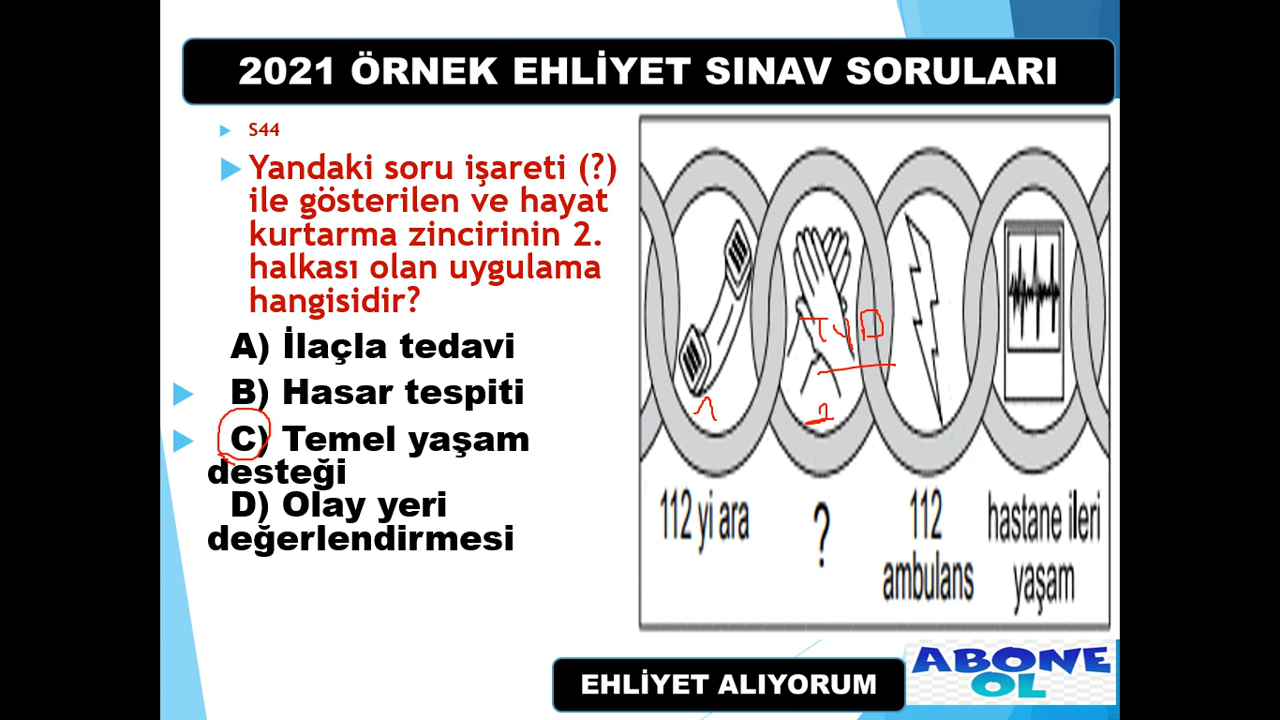 2021 ÖRNEK EHLİYET SINAV SORULARI
S44
Yandaki soru işareti (?)
ile gösterilen ve hayat
kurtarma zincirinin 2.
halkası olan uygulama
hangisidir?
A) İlaçla tedavi
B) Hasar tespiti
C) Temel yaşam
desteği
D) Olay yeri
değerlendirmesi
TYD
1
2
112 yi ara
?
112
ambulans
hastane ileri
yaşam
EHLİYET ALIYORUM
ABONE
OL